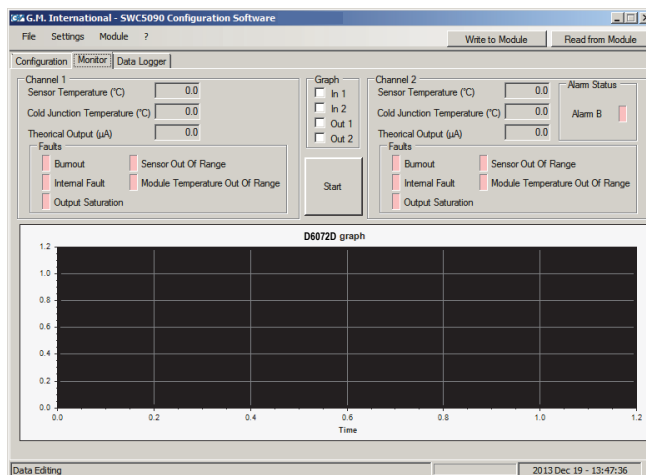 G.M. International - SWC5090 Configuration Software
File Settings Module ? Write to Module Read from Module
Configuration Monitor Data Logger
Channel 1
Sensor Temperature (°C) 0.0
Cold Junction Temperature (°C) 0.0
Theorical Output (µA) 0.0
Faults
Burnout Sensor Out Of Range
Internal Fault Module Temperature Out Of Range
Output Saturation
Graph
In 1
In 2
Out 1
Out 2
Start
Channel 2
Sensor Temperature (°C) 0.0
Cold Junction Temperature (°C) 0.0
Theorical Output (µA) 0.0
Alarm Status
Alarm B
Faults
Burnout Sensor Out Of Range
Internal Fault Module Temperature Out Of Range
Output Saturation
D6072D graph
1.2
1.0
0.8
0.6
0.4
0.2
0.0
0.0 0.2 0.4 0.6 0.8 1.0 1.2
Time
Data Editing 2013 Dec 19 - 13:47:36